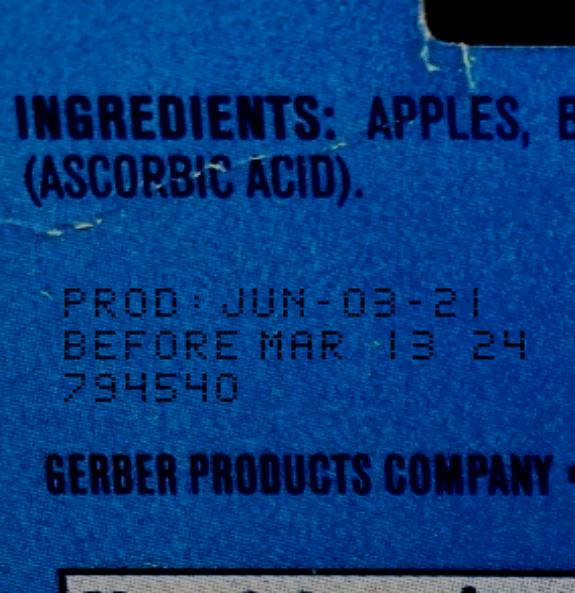 INGREDIENTS: APPLES,
(ASCORBIC ACID).
PROD: JUN-03-21
BEFORE MAR 13 24
794540
GERBER PRODUCTS COMPANY